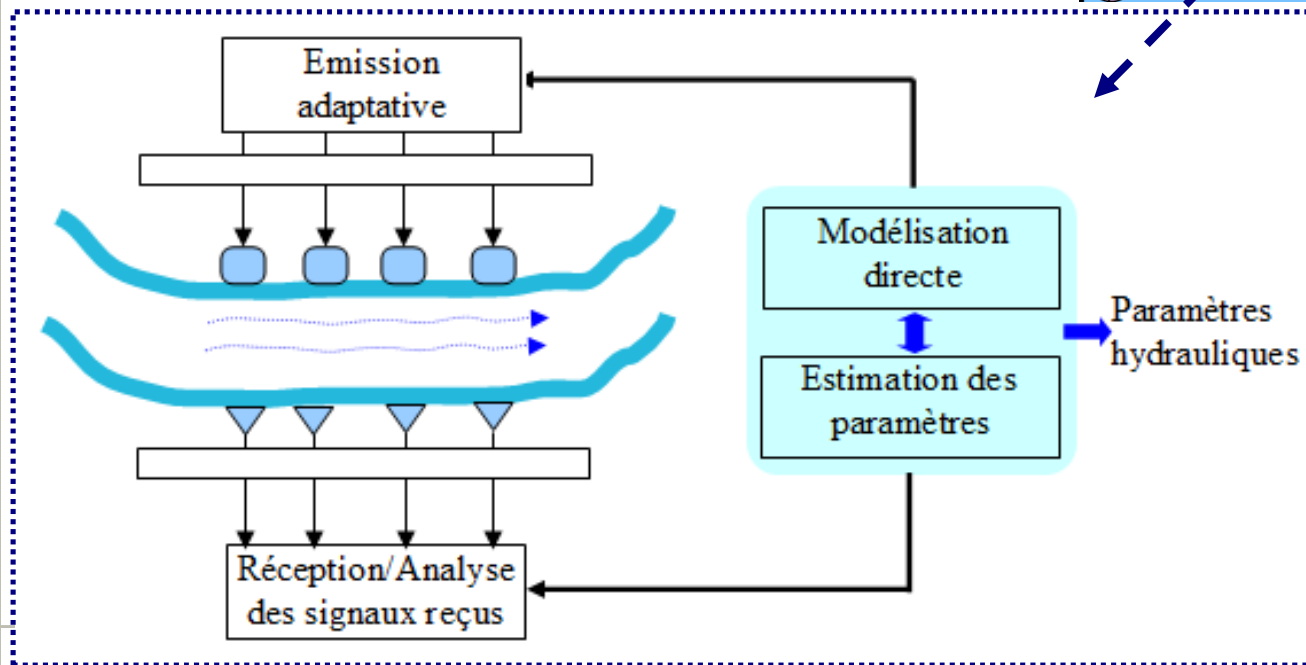 Emission
adaptative
Modélisation
directe
Paramètres
hydrauliques
Estimation des
paramètres
Réception/Analyse
des signaux reçus